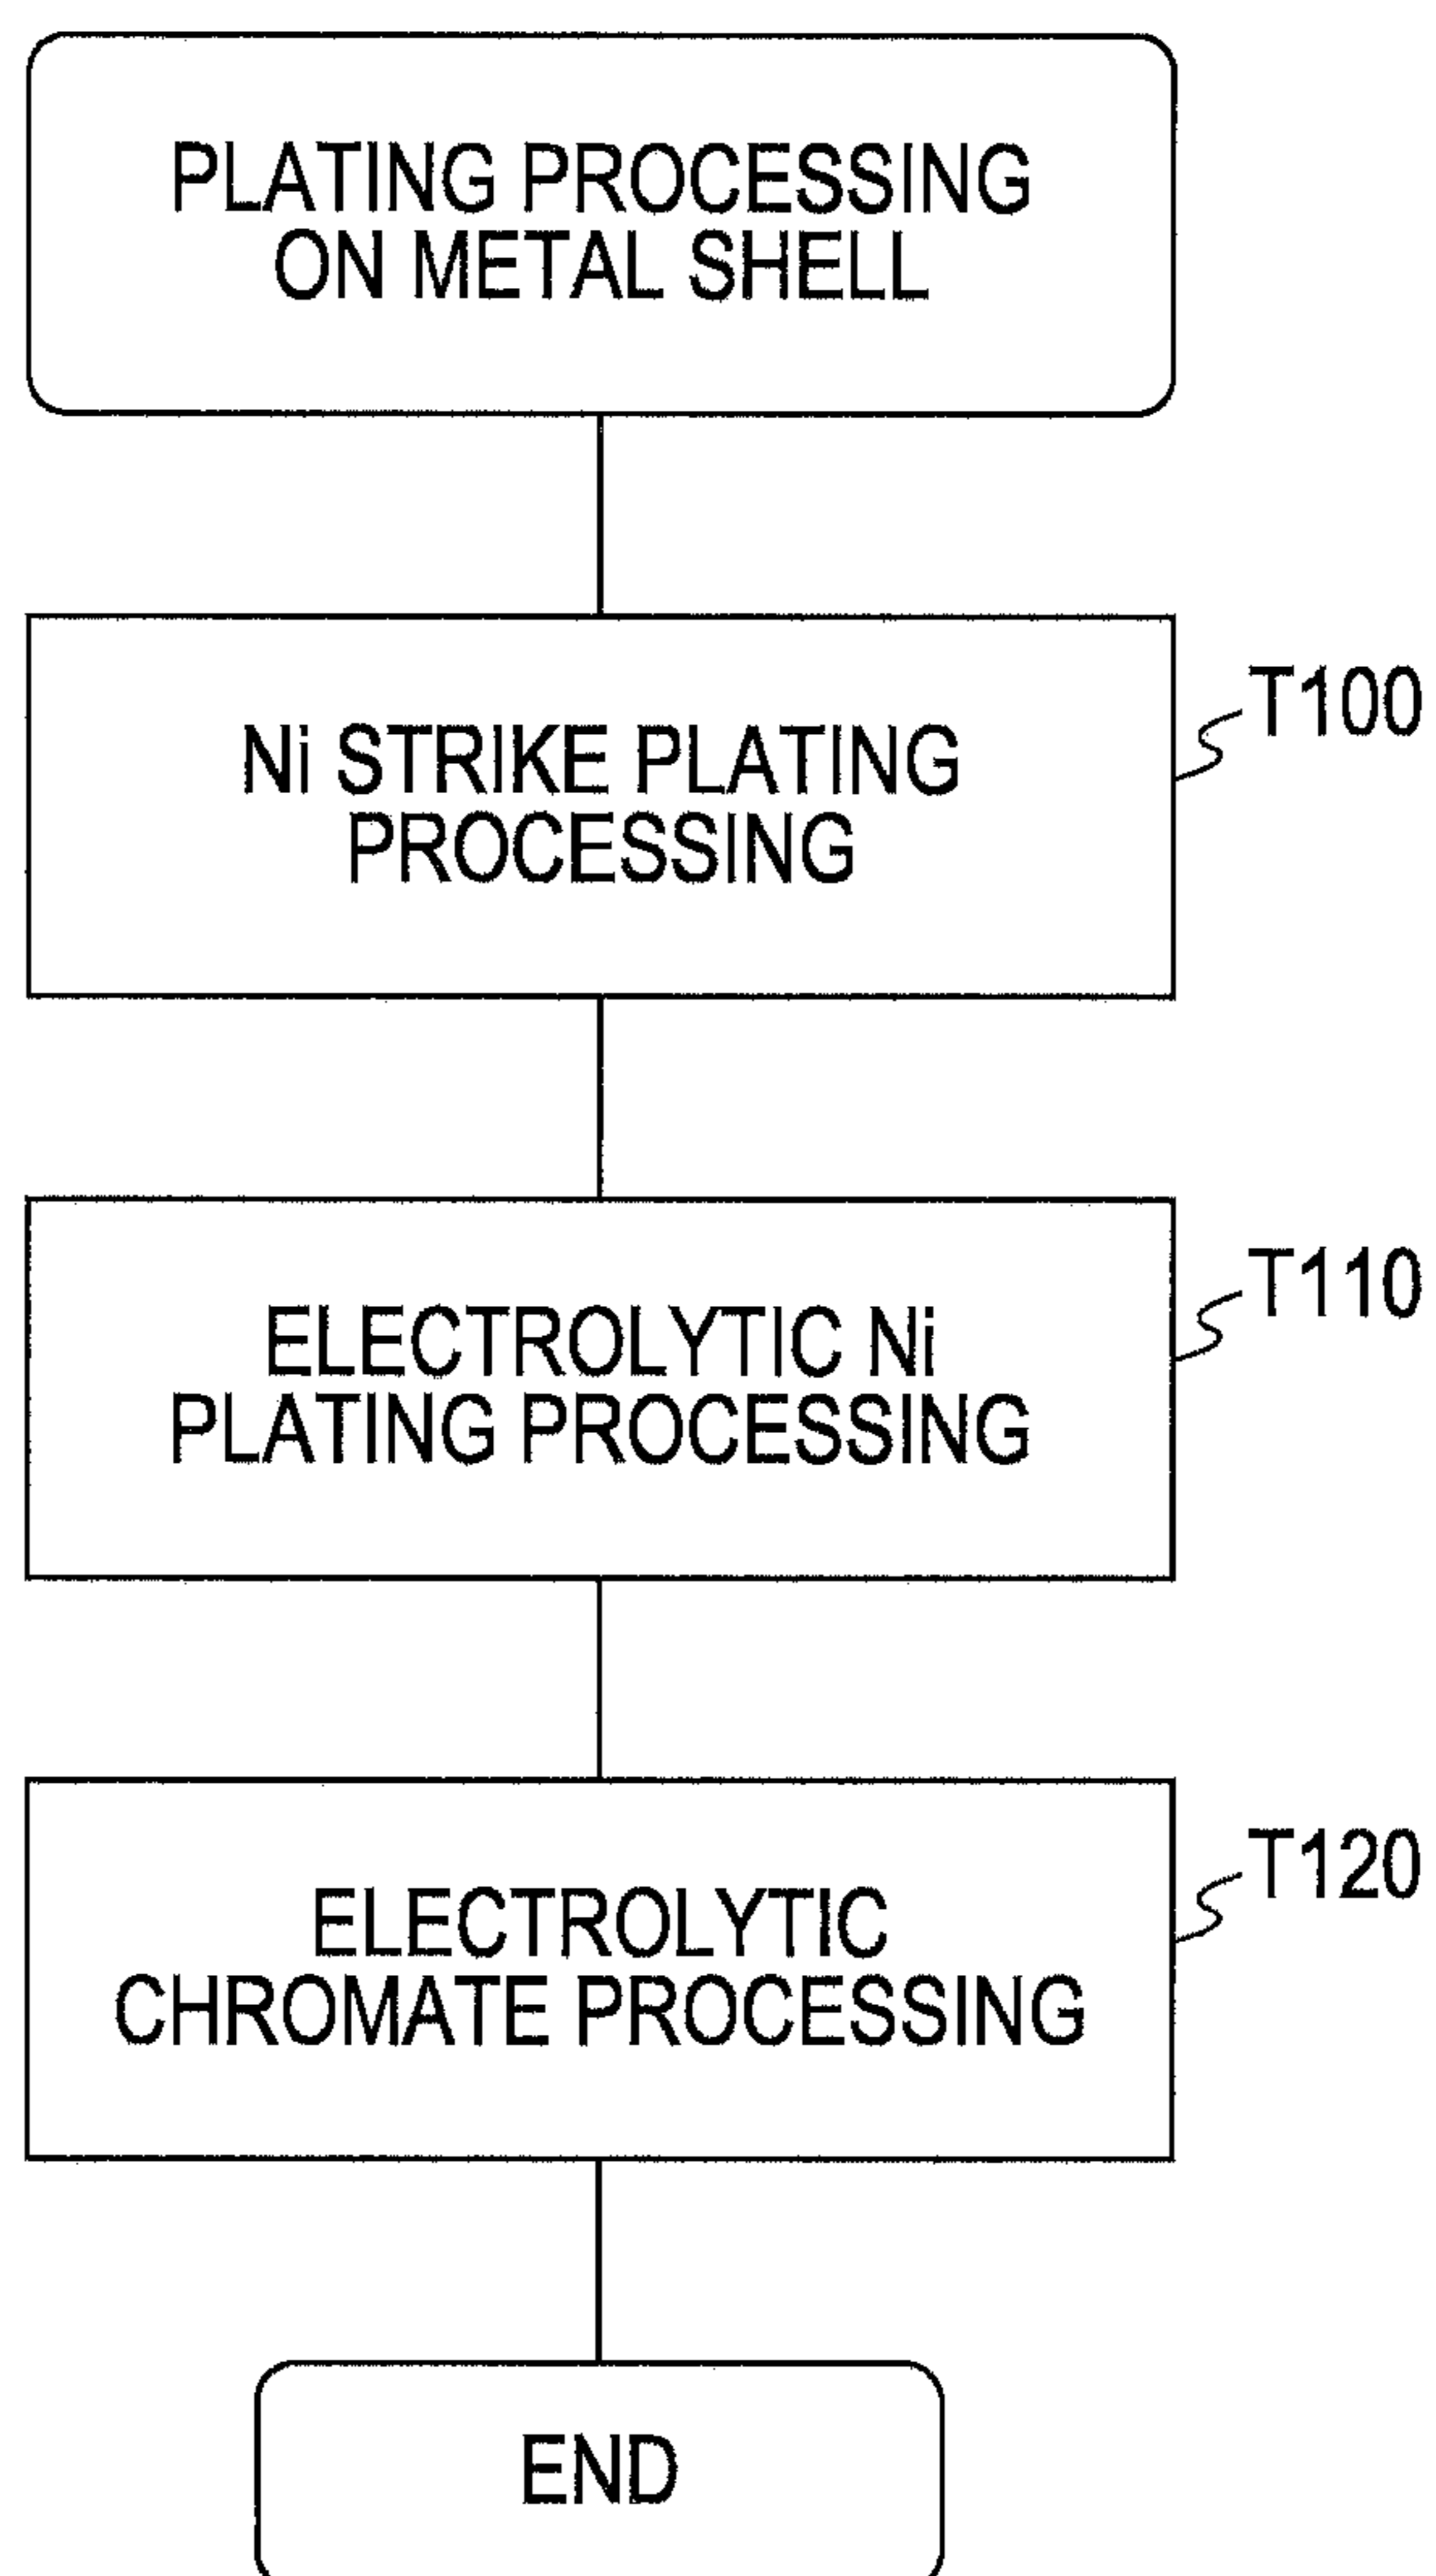 PLATING PROCESSING
ON METAL SHELL
Ni STRIKE PLATING
PROCESSING
T100
ELECTROLYTIC Ni
PLATING PROCESSING
T110
ELECTROLYTIC
CHROMATE PROCESSING
T120
END